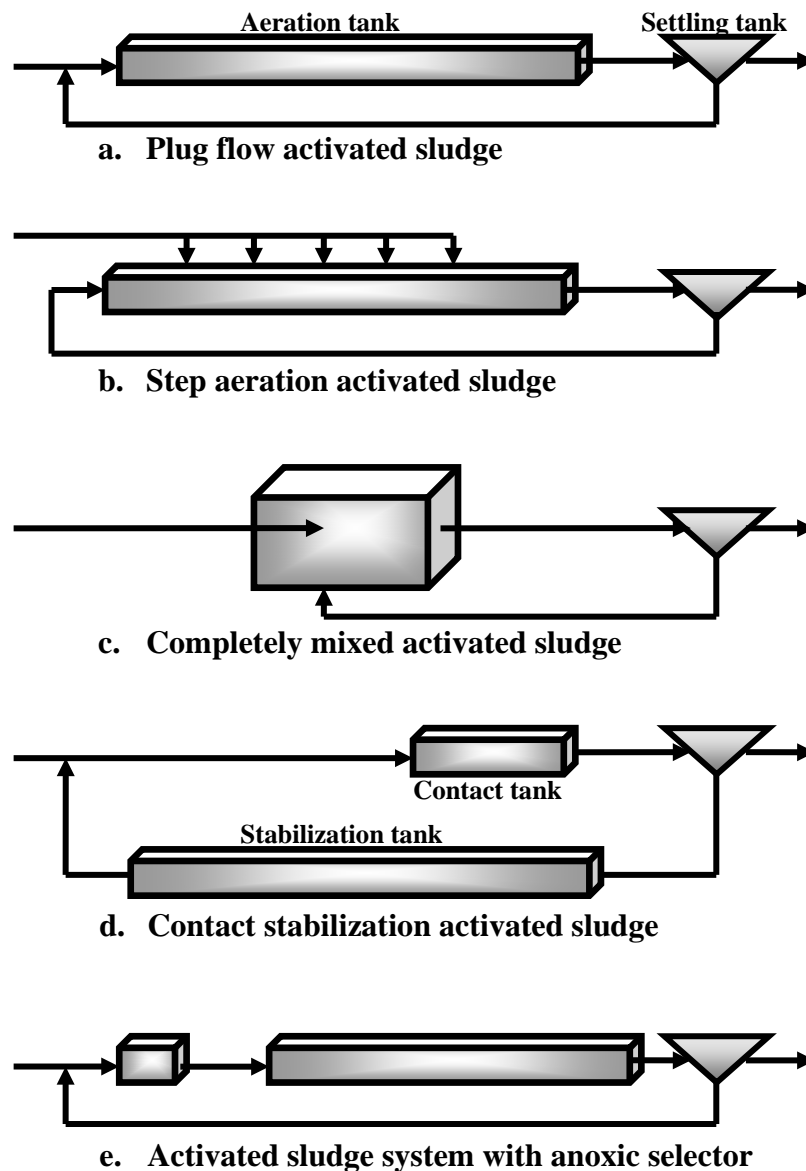 Aeration tank Settling tank
a. Plug flow activated sludge
b. Step aeration activated sludge
c. Completely mixed activated sludge
Contact tank
Stabilization tank
d. Contact stabilization activated sludge
e. Activated sludge system with anoxic selector